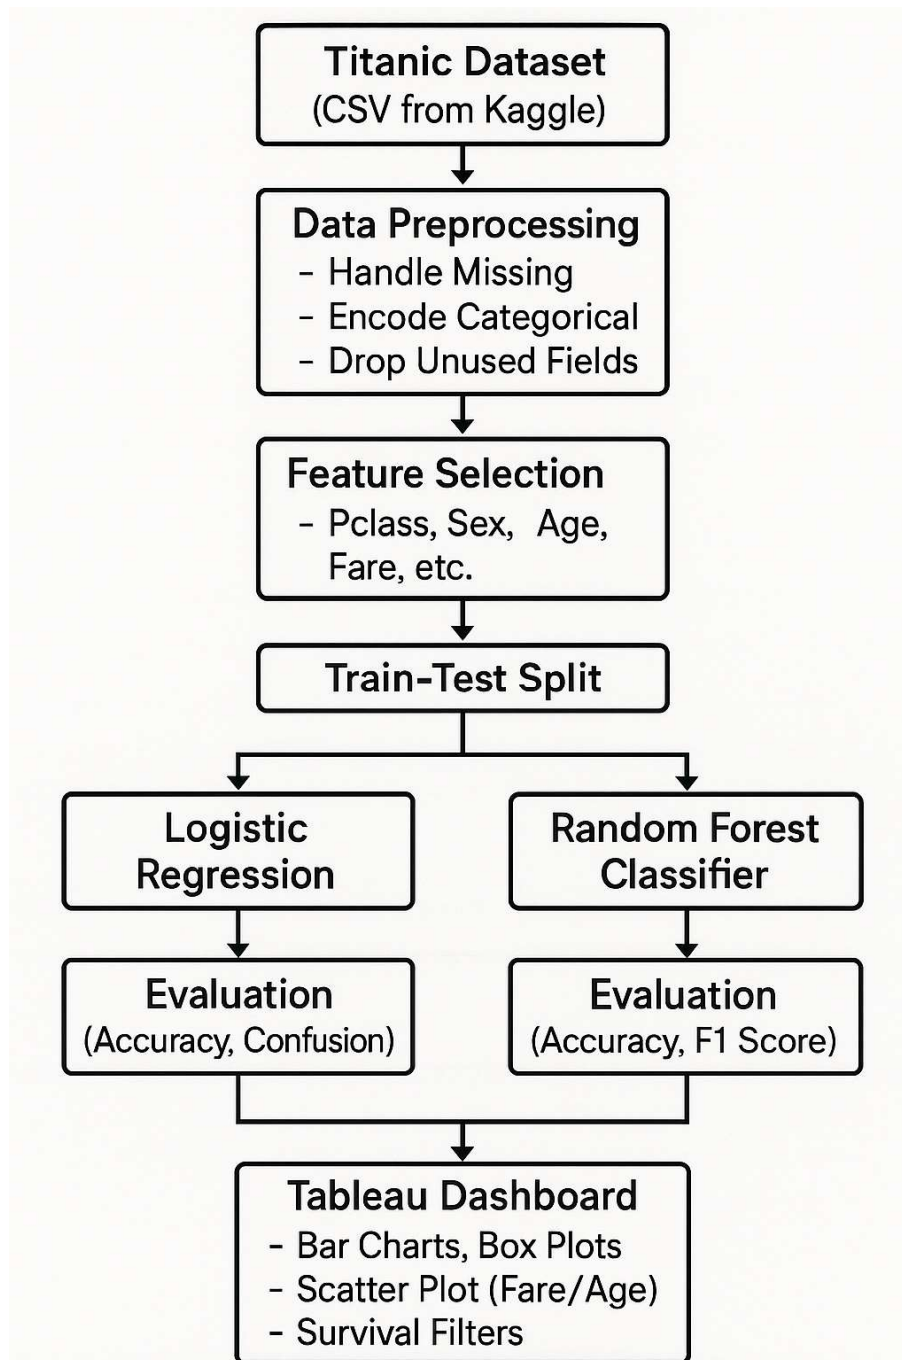 Titanic Dataset
(CSV from Kaggle)
Data Preprocessing
- Handle Missing
- Encode Categorical
- Drop Unused Fields
Feature Selection
- Pclass, Sex, Age,
Fare, etc.
Train-Test Split
Logistic
Regression
Random Forest
Classifier
Evaluation
(Accuracy, Confusion)
Evaluation
(Accuracy, F1 Score)
Tableau Dashboard
- Bar Charts, Box Plots
- Scatter Plot (Fare/Age)
- Survival Filters